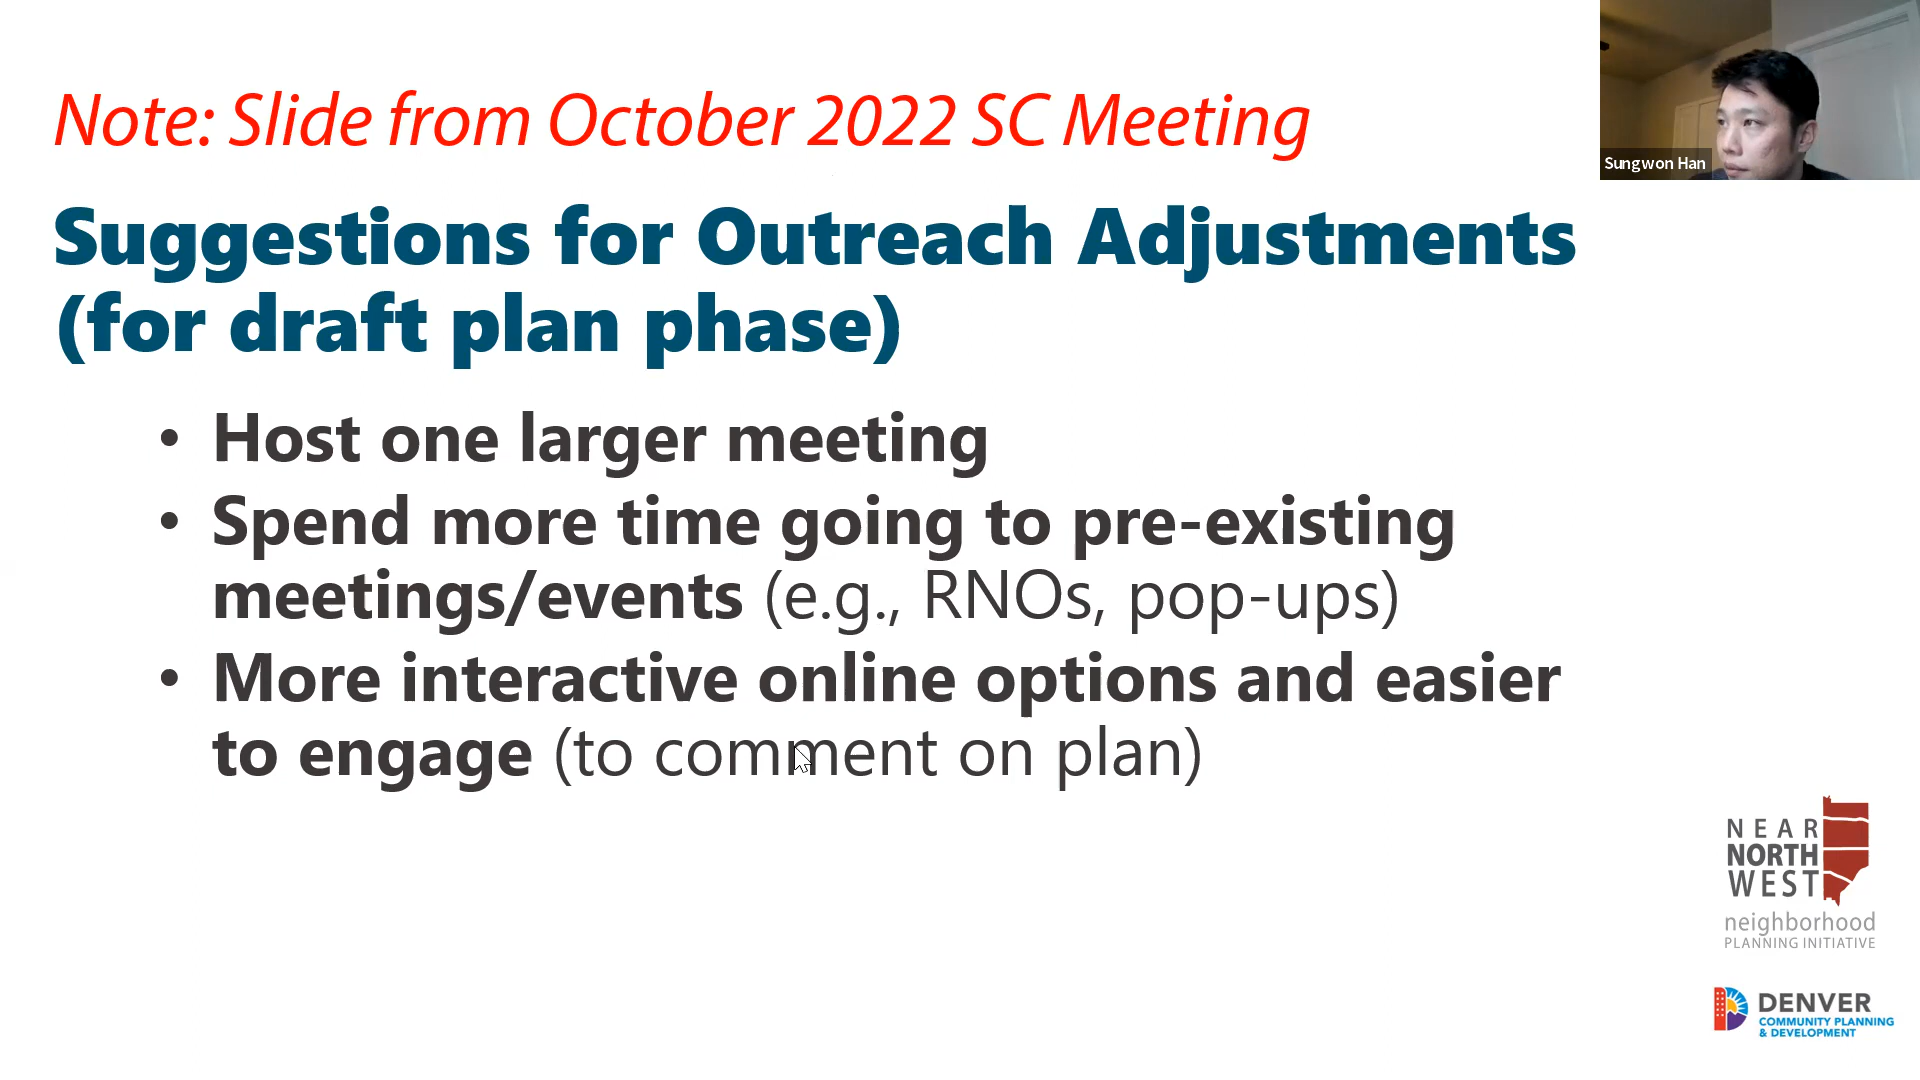 Note: Slide from October 2022 SC Meeting
Sungwon Han
Suggestions for Outreach Adjustments
(for draft plan phase)
• Host one larger meeting
• Spend more time going to pre-existing
meetings/events (e.g., RNOs, pop-ups)
• More interactive online options and easier
to engage (to comment on plan)
NEAR
NORTH
WEST
neighborhood
PLANNING INITIATIVE
DENVER
COMMUNITY PLANNING
& DEVELOPMENT